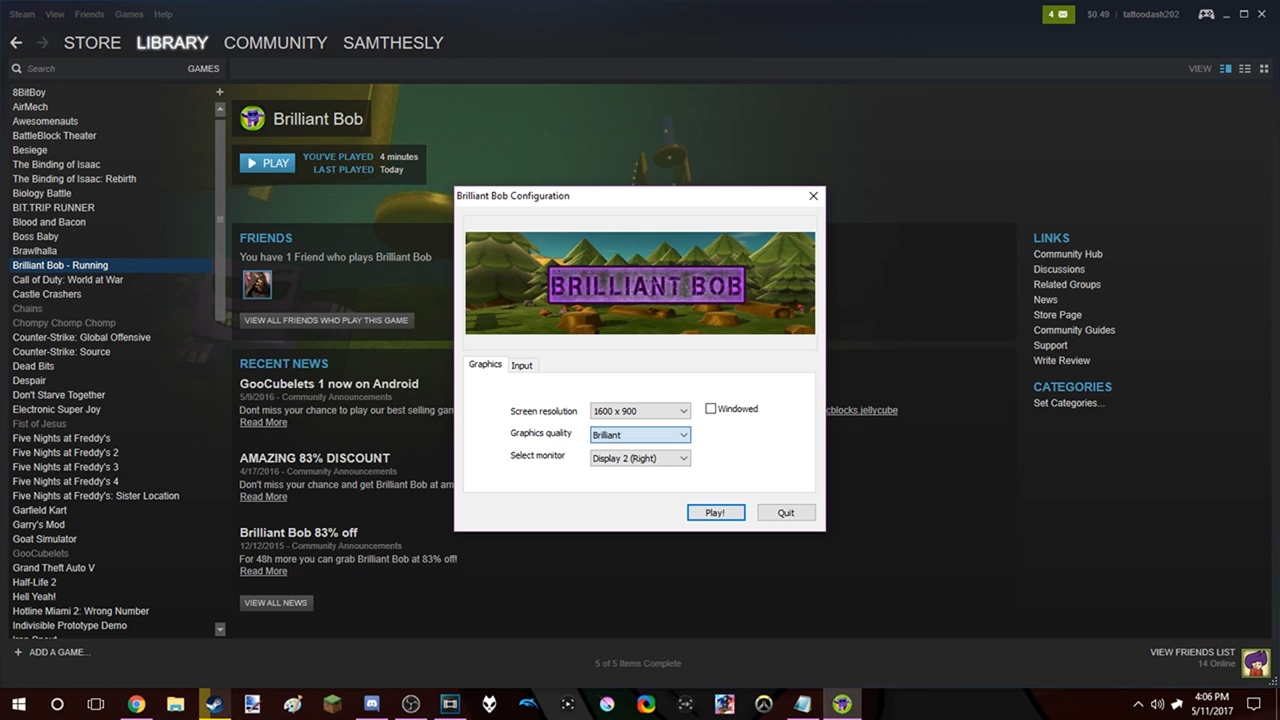 Steam View Friends Games Help
4 $0.49 | tattoodash202
STORE LIBRARY COMMUNITY SAMTHESLY
Search GAMES VIEW
8BitBoy +
AirMech
Awesomenauts
BattleBlock Theater
Besiege
The Binding of Isaac
The Binding of Isaac: Rebirth
Biology Battle
BIT.TRIP RUNNER
Blood and Bacon
Boss Baby
Brawlhalla
Brilliant Bob - Running
Call of Duty: World at War
Castle Crashers
Chains
Chompy Chomp Chomp
Counter-Strike: Global Offensive
Counter-Strike: Source
Dead Bits
Despair
Don't Starve Together
Electronic Super Joy
Fist of Jesus
Five Nights at Freddy's
Five Nights at Freddy's 2
Five Nights at Freddy's 3
Five Nights at Freddy's 4
Five Nights at Freddy's: Sister Location
Garfield Kart
Garry's Mod
Goat Simulator
GooCubelets
Grand Theft Auto V
Half-Life 2
Hell Yeah!
Hotline Miami 2: Wrong Number
Indivisible Prototype Demo
+ ADD A GAME...
Brilliant Bob
PLAY
YOU'VE PLAYED 4 minutes
LAST PLAYED Today
FRIENDS
You have 1 Friend who plays Brilliant Bob
VIEW ALL FRIENDS WHO PLAY THIS GAME
RECENT NEWS
GooCubelets 1 now on Android
5/9/2016 - Community Announcements
Dont miss your chance to play our best selling gam
cblocks.jellycube
Read More
AMAZING 83% DISCOUNT
4/17/2016 - Community Announcements
Don't miss your chance and get Brilliant Bob at am
Read More
Brilliant Bob 83% off
12/12/2015 - Community Announcements
For 48h more you can grab Brilliant Bob at 83% off!
Read More
VIEW ALL NEWS
Brilliant Bob Configuration
BRILLIANT BOB
Graphics Input
Screen resolution 1600 x 900 Windowed
Graphics quality Brilliant
Select monitor Display 2 (Right)
Play! Quit
LINKS
Community Hub
Discussions
Related Groups
News
Store Page
Community Guides
Support
Write Review
CATEGORIES
Set Categories...
5 of 5 Items Complete
VIEW FRIENDS LIST
14 Online
4:06 PM
5/11/2017